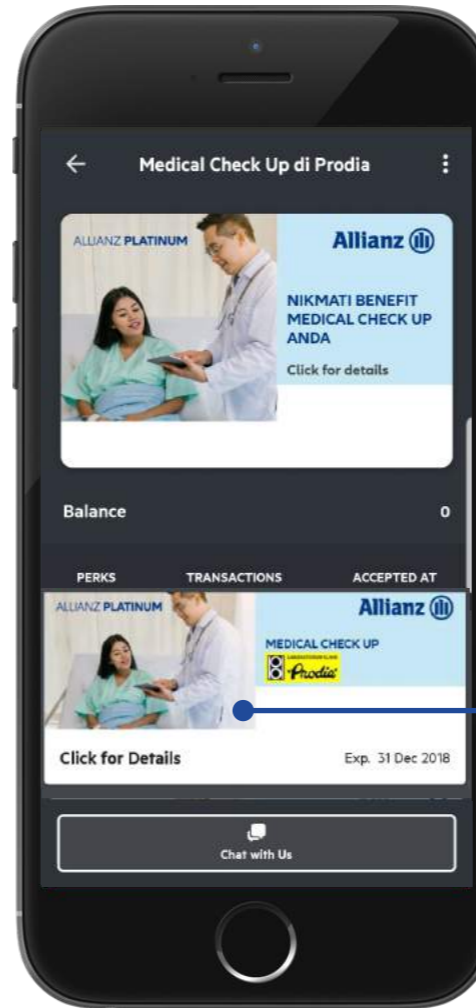 Medical Check Up di Prodia
ALLIANZ PLATINUM
Allianz
NIKMATI BENEFIT
MEDICAL CHECK UP
ANDA
Click for details
Balance 0
PERKS TRANSACTIONS ACCEPTED AT
ALLIANZ PLATINUM
Allianz
MEDICAL CHECK UP
Prodia
Click for Details Exp. 31 Dec 2018
Chat with Us